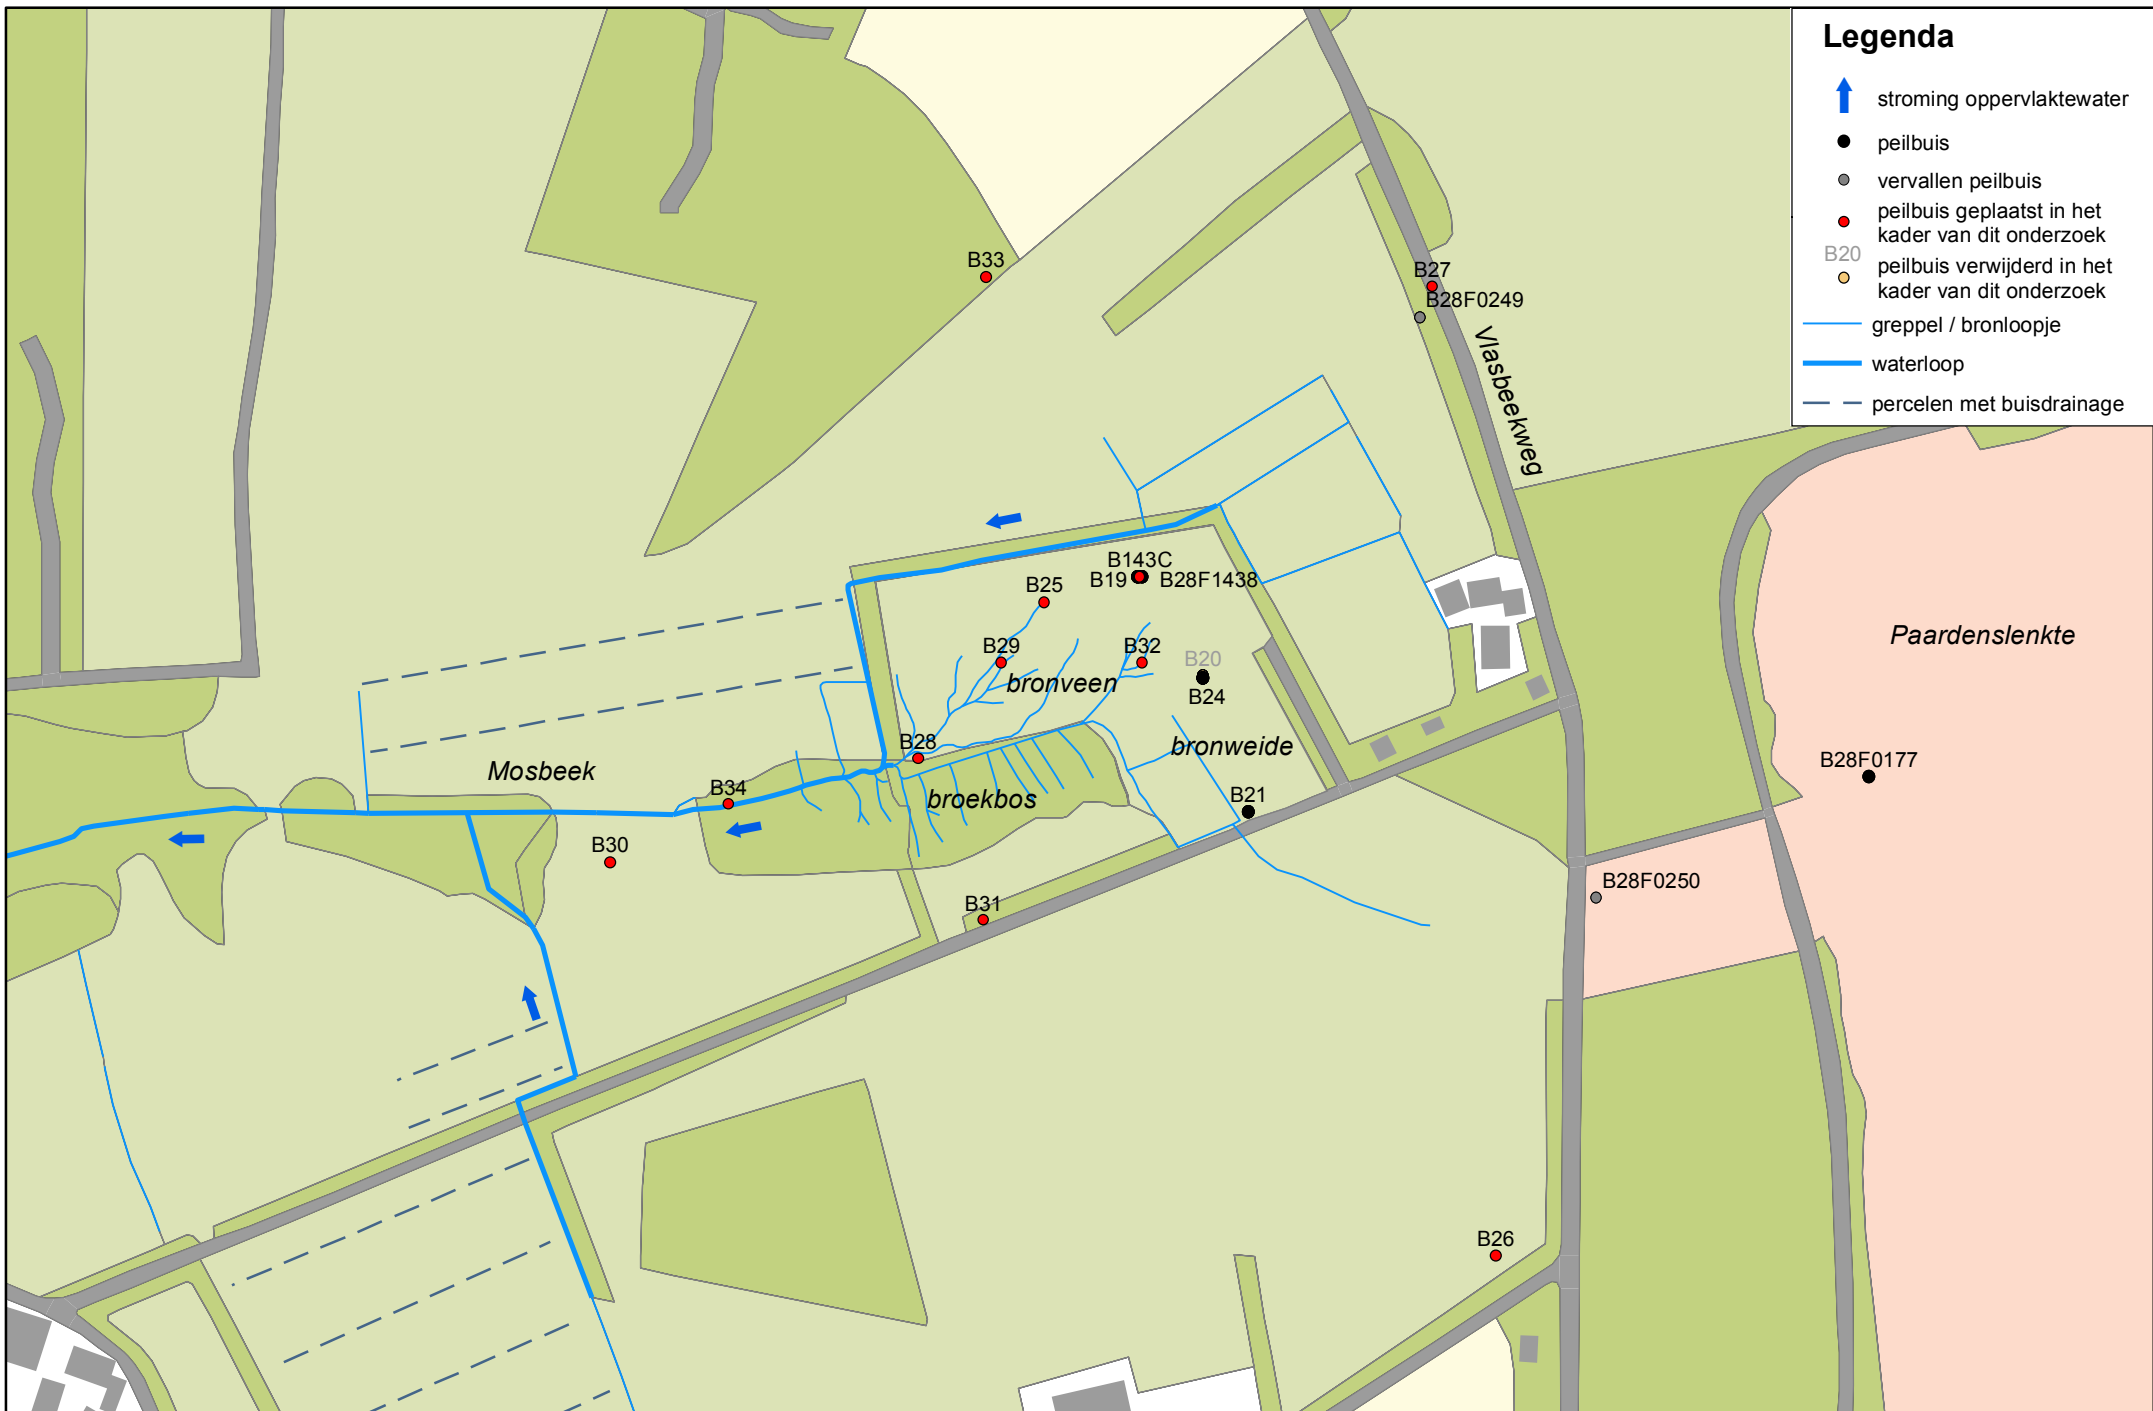 Legenda
stroming oppervlaktewater
peilbuis
vervallen peilbuis
peilbuis geplaatst in het
kader van dit onderzoek
B20
peilbuis verwijderd in het
kader van dit onderzoek
greppel / bronloopje
waterloop
percelen met buisdrainage
B33
B27
B28F0249
Vlasbeekweg
B143C
B19
B28F1438
B25
B29
B32
bronveen
B20
B24
Paardenslenkte
bronweide
B28
Mosbeek
B28F0177
B34
broekbos
B21
B30
B28F0250
B31
B26